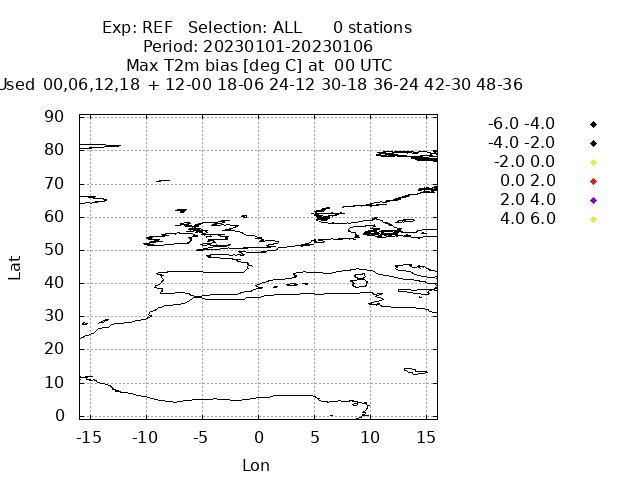 Exp: REF Selection: ALL 0 stations
Period: 20230101-20230106
Max T2m bias [deg C] at 00 UTC
Used 00,06,12,18 + 12-00 18-06 24-12 30-18 36-24 42-30 48-36
-6.0 -4.0
-4.0 -2.0
-2.0 0.0
0.0 2.0
2.0 4.0
4.0 6.0
90
80
70
60
50
40
30
20
10
0
Lat
-15 -10 -5 0 5 10 15
Lon